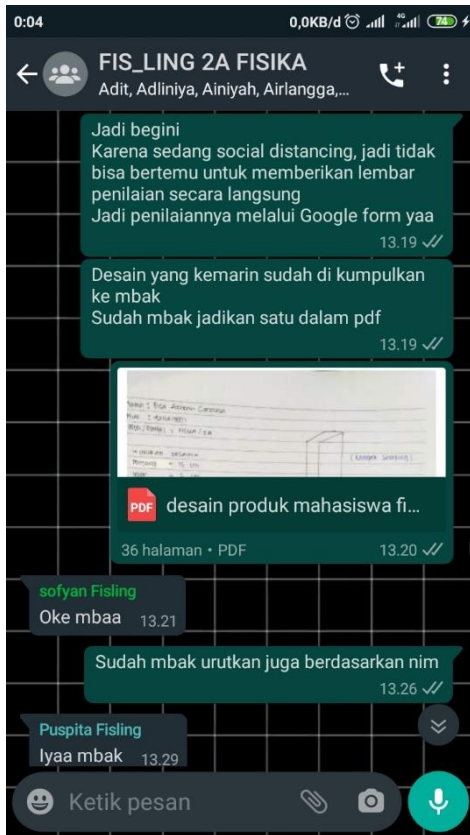 0:04
0,0KB/d
4G
74
FIS_LING 2A FISIKA
Adit, Adliniya, Ainiyah, Airlangga,...
Jadi begini
Karena sedang social distancing, jadi tidak
bisa bertemu untuk memberikan lembar
penilaian secara langsung
Jadi penilaiannya melalui Google form yaa
13.19
Desain yang kemarin sudah di kumpulkan
ke mbak
Sudah mbak jadikan satu dalam pdf
13.19
PDF
desain produk mahasiswa fi...
36 halaman • PDF
13.20
sofyan Fisling
Oke mbaa
13.21
Sudah mbak urutkan juga berdasarkan nim
13.26
Puspita Fisling
Iyaa mbak
13.29
Ketik pesan